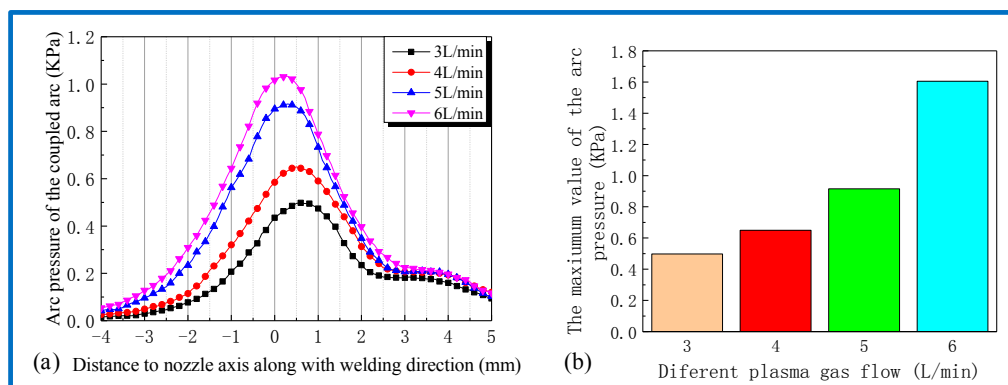 1.2
1.0
0.8
0.6
0.4
0.2
0.0
Arc pressure of the coupled arc (KPa)
3L/min
4L/min
5L/min
6L/min
−4 −3 −2 −1 0 1 2 3 4 5
(a) Distance to nozzle axis along with welding direction (mm)
The maxiumum value of the arc
pressure (KPa)
1.8
1.6
1.4
1.2
1.0
0.8
0.6
0.4
0.2
0.0
3 4 5 6
(b) Diferent plasma gas flow (L/min)